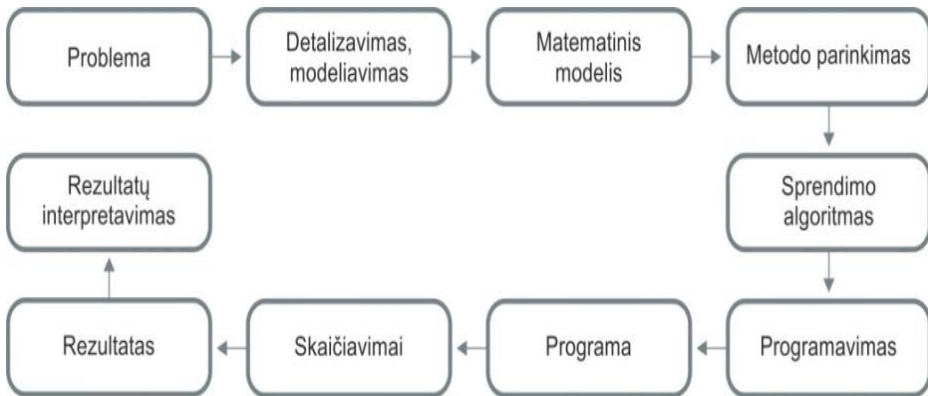 Problema
Detalizavimas,
modeliavimas
Matematinis
modelis
Metodo parinkimas
Sprendimo
algoritmas
Programavimas
Programa
Skaičiavimai
Rezultatas
Rezultatų
interpretavimas